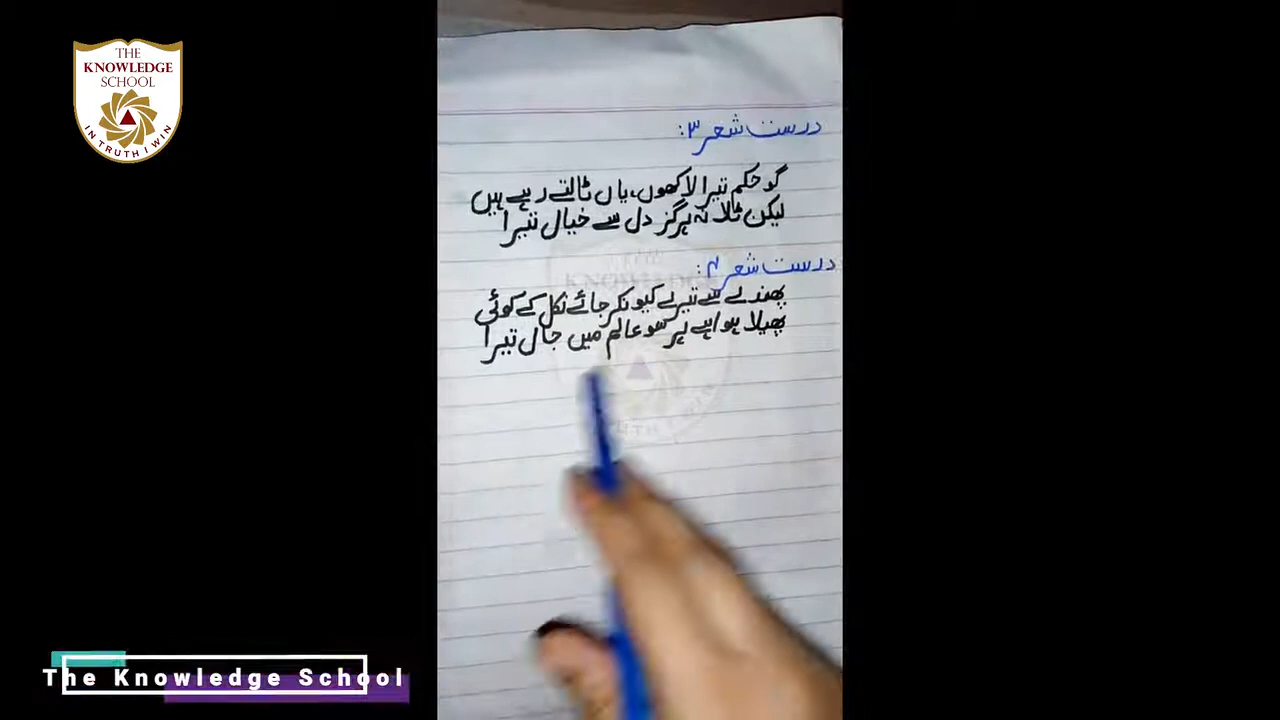 THE
KNOWLEDGE
SCHOOL
IN TRUTH I WIN
درست شعر ۳:
گو حکم تیرا لاکھوں، یاں ٹالتے رہے ہیں
لیکن ٹلا نہ ہرگز دل سے خیال تیرا
درست شعر ۴:
پھندے سے تیرے کیونکر جائے نکل کے کوئی
پھیلا ہوا ہے ہر سو عالم میں جال تیرا
The Knowledge School